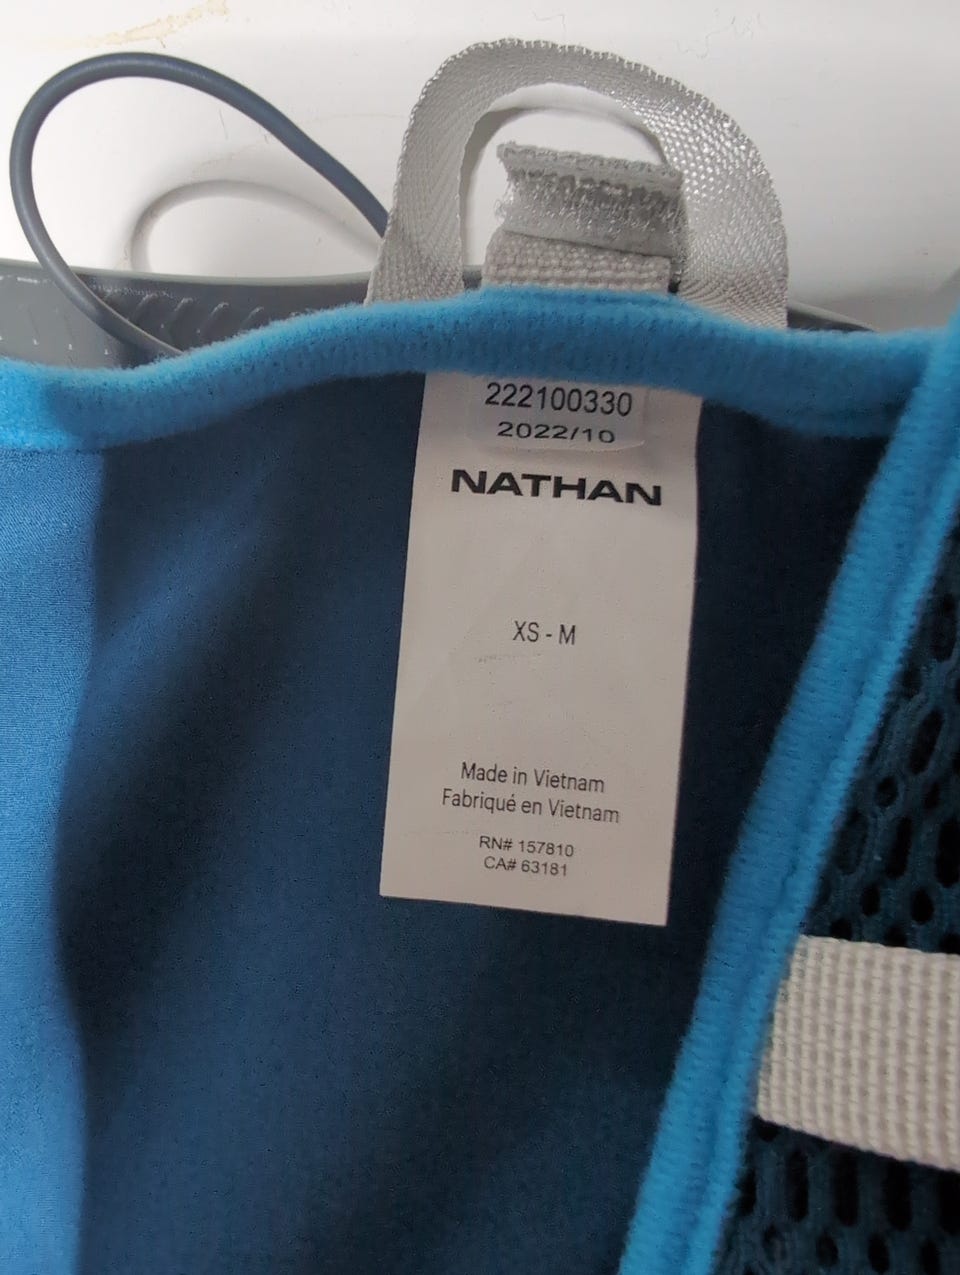 222100330
2022/10
NATHAN
XS - M
Made in Vietnam
Fabriqué en Vietnam
RN# 157810
CA# 63181